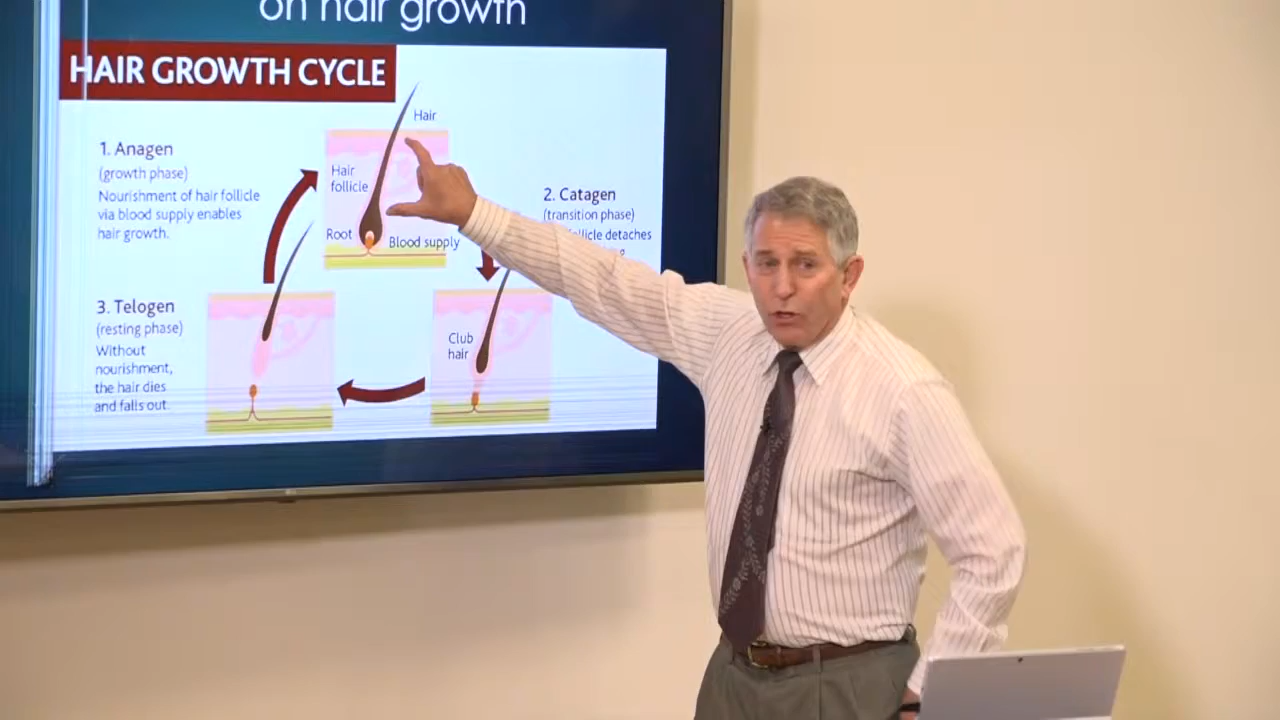 on hair growth
HAIR GROWTH CYCLE
1. Anagen
(growth phase)
Nourishment of hair follicle
via blood supply enables
hair growth.
Hair
Hair
follicle
Root
Blood supply
2. Catagen
(transition phase)
detaches
3. Telogen
(resting phase)
Without
nourishment,
the hair dies
and falls out.
Club
hair